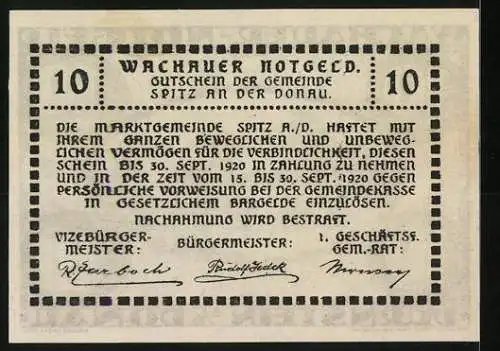 10 WACHAUER NOTGELD. 10
GUTSCHEIN DER GEMEINDE
SPITZ AN DER DONAU.
DIE MARKTGEMEINDE SPITZ A./D. HAFTET MIT
IHREM GANZEN BEWEGLICHEN UND UNBEWEG-
LICHEN VERMÖGEN FÜR DIE VERBINDLICHKEIT, DIESEN
SCHEIN BIS 30. SEPT. 1920 IN ZAHLUNG ZU NEHMEN
UND IN DER ZEIT VOM 15. BIS 30. SEPT. 1920 GEGEN
PERSÖNLICHE VORWEISUNG BEI DER GEMEINDEKASSE
IN GESETZLICHEM BARGELDE EINZULÖSEN.
NACHAHMUNG WIRD BESTRAFT.
VIZEBÜRGER-
MEISTER:
BÜRGERMEISTER:
1. GESCHÄFTSF.
GEM.-RAT:
Rudolf